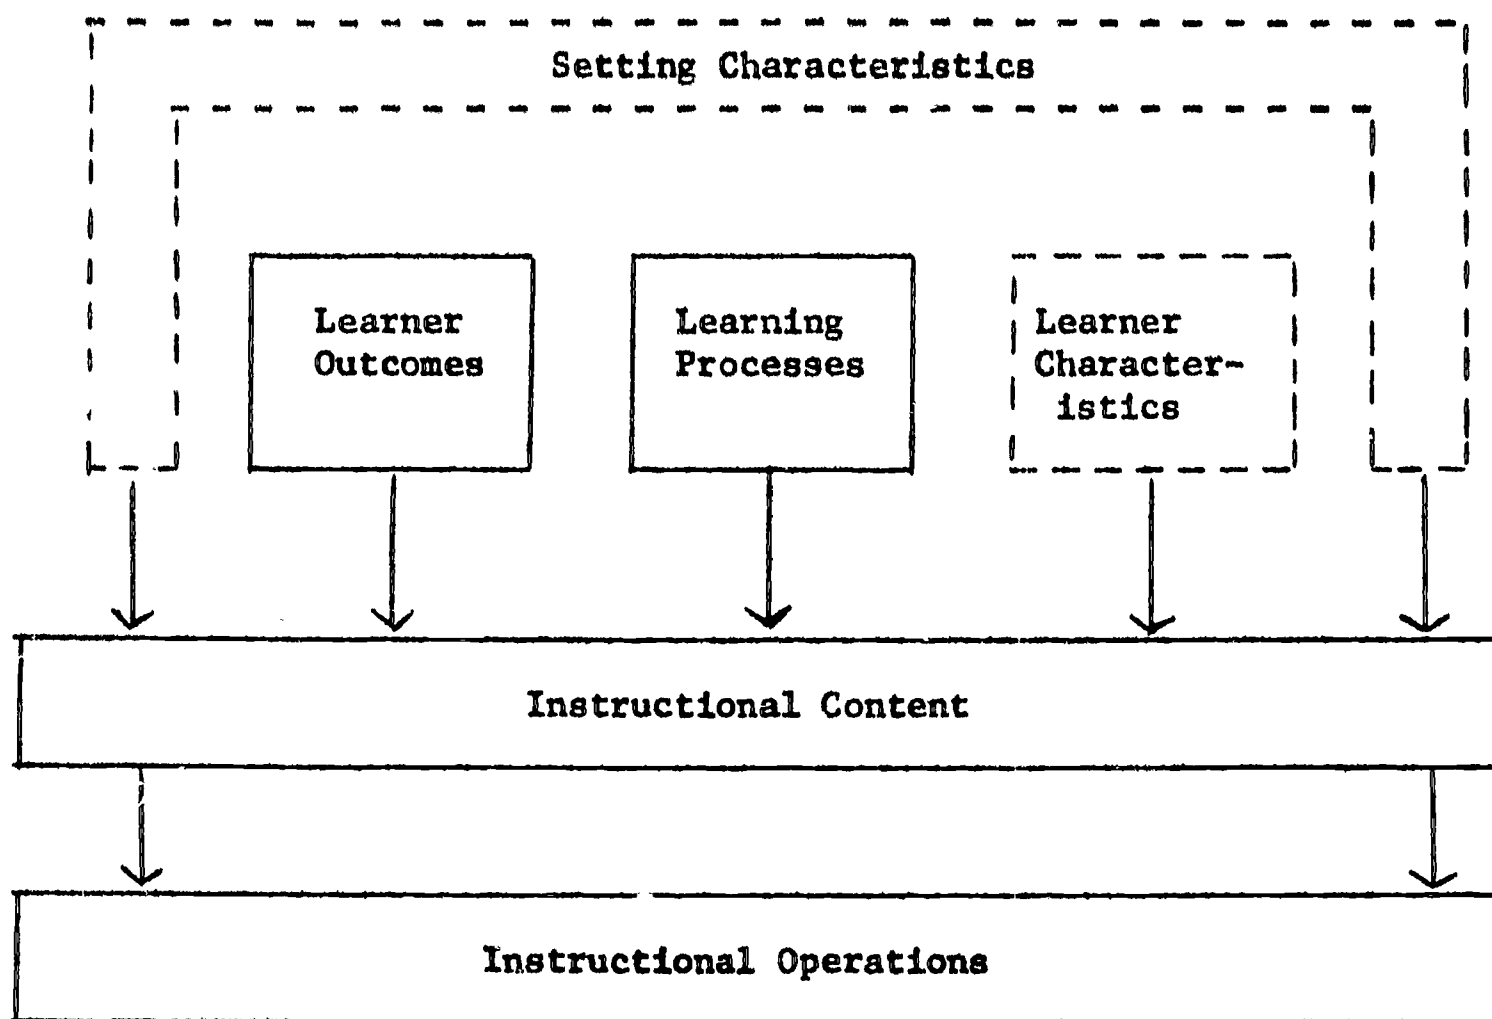 Setting Characteristics
Learner
Outcomes
Learning
Processes
Learner
Character-
istics
Instructional Content
Instructional Operations